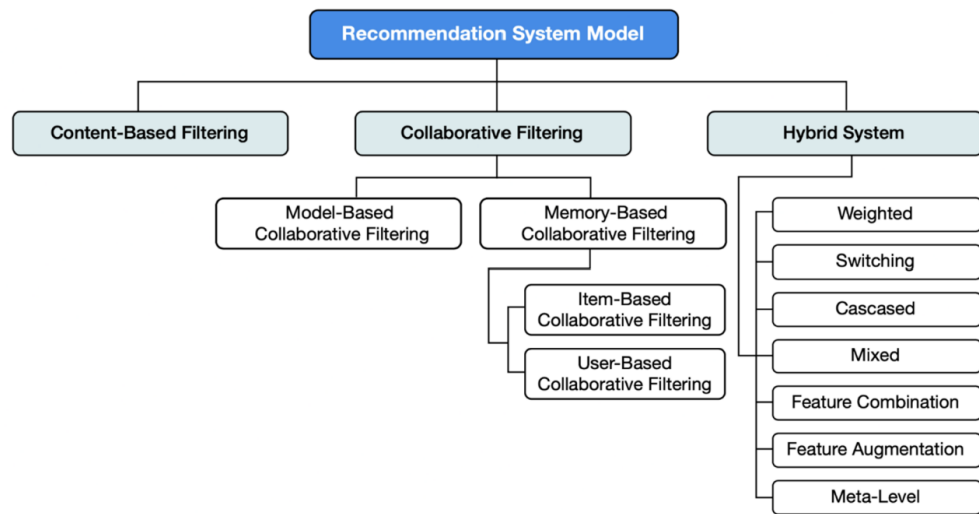 Recommendation System Model
Content-Based Filtering
Collaborative Filtering
Hybrid System
Model-Based
Collaborative Filtering
Memory-Based
Collaborative Filtering
Item-Based
Collaborative Filtering
User-Based
Collaborative Filtering
Weighted
Switching
Cascased
Mixed
Feature Combination
Feature Augmentation
Meta-Level